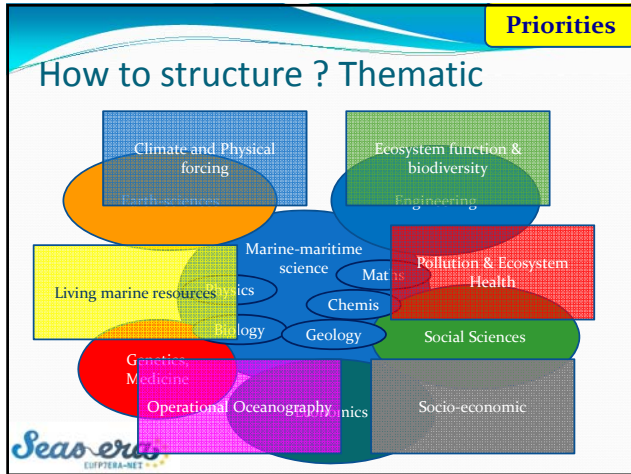 Priorities
How to structure ? Thematic
Climate and Physical
forcing
Ecosystem function &
biodiversity
Earth-sciences
Engineering
Marine-maritime
science
Pollution & Ecosystem
Health
Maths
Living marine resources
Physics
Chemis
Biology
Geology
Social Sciences
Genetics,
Medicine
Operational Oceanography
Economics
Socio-economic
Seas-era
EUFP7ERA-NET